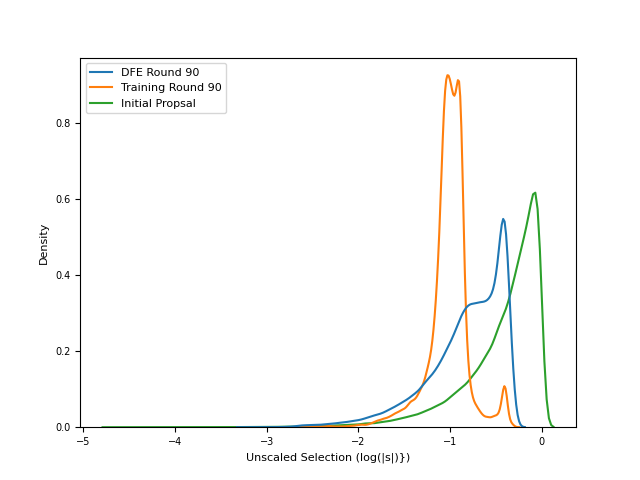 DFE Round 90
Training Round 90
Initial Propsal
Density
0.8
0.6
0.4
0.2
0.0
−5
−4
−3
−2
−1
0
Unscaled Selection (log(|s|)})